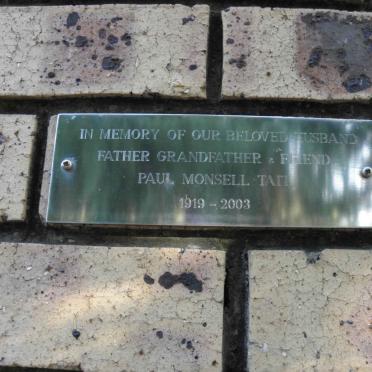 IN MEMORY OF OUR BELOVED HUSBAND
FATHER GRANDFATHER & FRIEND
PAUL MONSELL TAIT
1919 - 2003